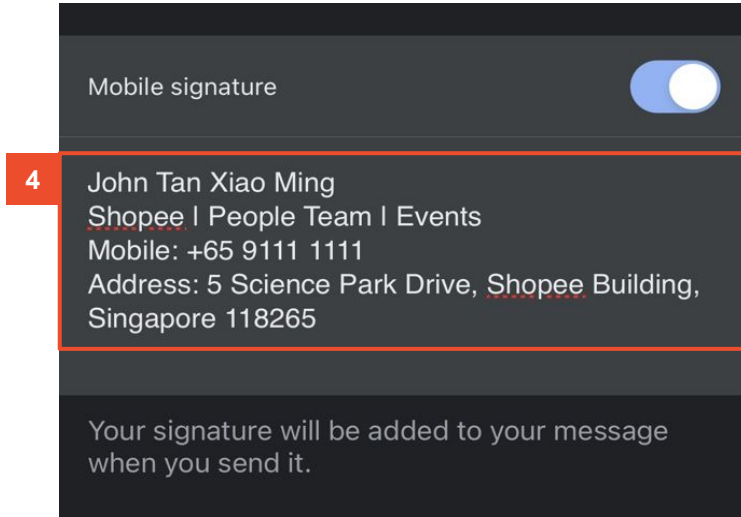 Mobile signature
4
John Tan Xiao Ming
Shopee | People Team | Events
Mobile: +65 9111 1111
Address: 5 Science Park Drive, Shopee Building,
Singapore 118265
Your signature will be added to your message
when you send it.